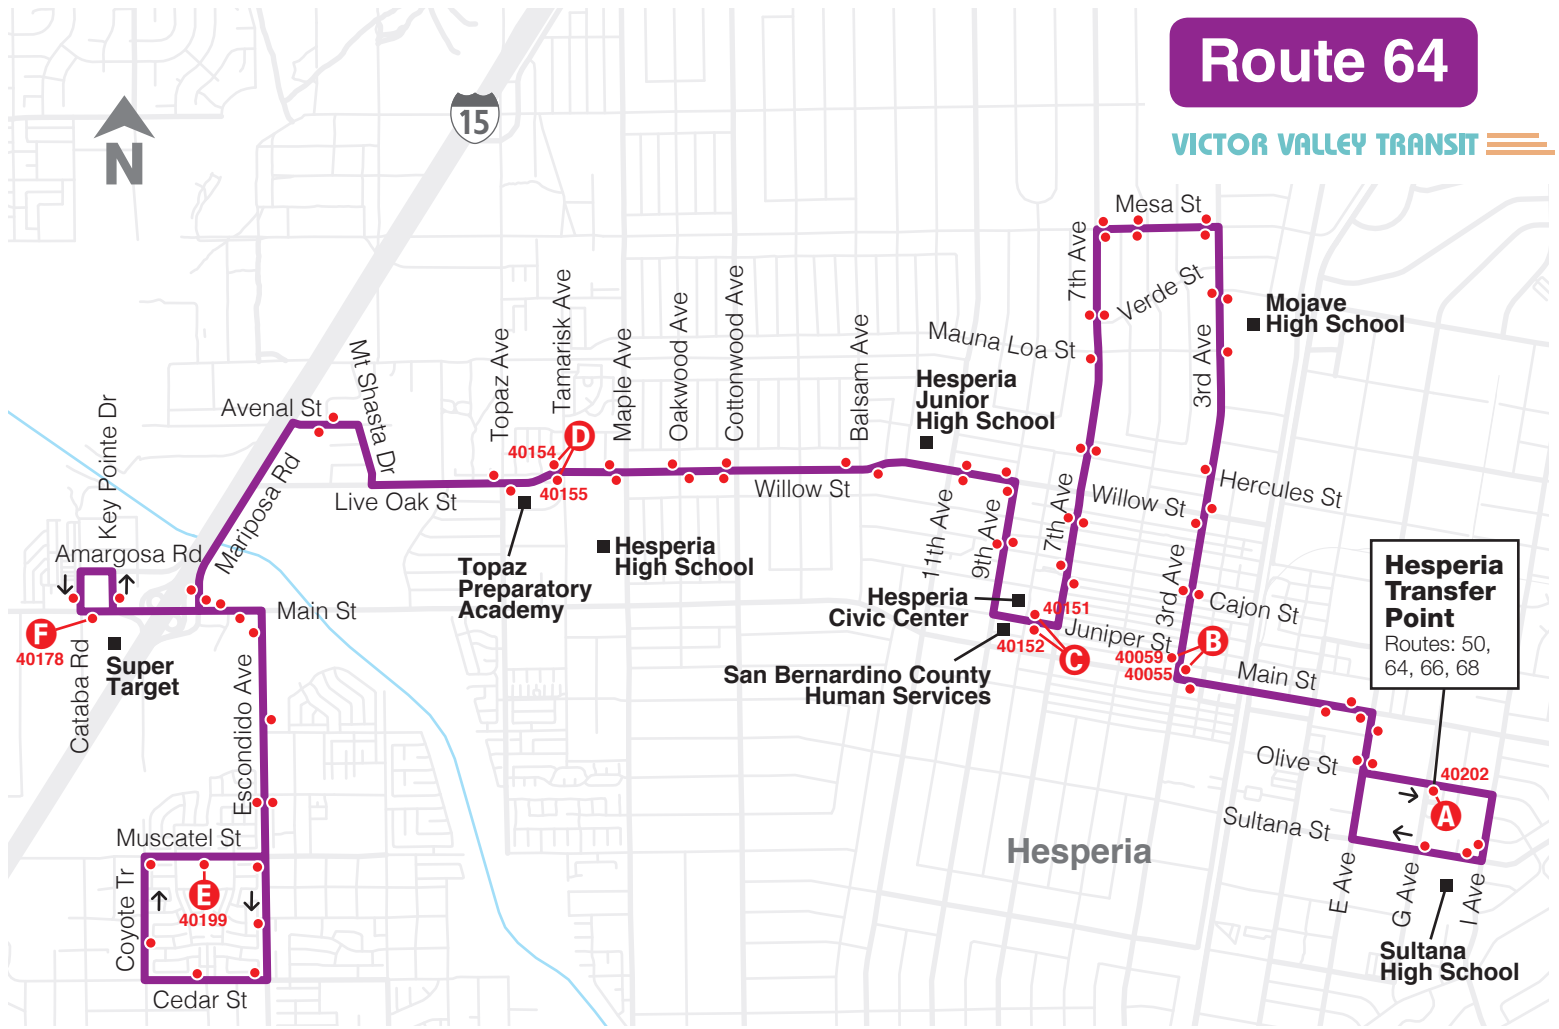 Route 64
VICTOR VALLEY TRANSIT
15
N
Mesa St
7th Ave
Verde St
Mojave
High School
3rd Ave
Mauna Loa St
Hesperia
Junior
High School
Balsam Ave
Cottonwood Ave
Oakwood Ave
Maple Ave
Tamarisk Ave
Topaz Ave
Mt Shasta Dr
Avenal St
Key Pointe Dr
Mariposa Rd
Amargosa Rd
Live Oak St
40154
D
40155
Willow St
11th Ave
9th Ave
7th Ave
Willow St
Hercules St
3rd Ave
Cajon St
Topaz
Preparatory
Academy
Hesperia
High School
Hesperia
Civic Center
San Bernardino County
Human Services
40151
40152
C
Juniper St
40059
40055
B
Main St
Hesperia
Transfer
Point
Routes: 50,
64, 66, 68
Main St
F
40178
Super
Target
Cataba Rd
Escondido Ave
Muscatel St
Coyote Tr
E
40199
Cedar St
Olive St
40202
A
Sultana St
Hesperia
E Ave
G Ave
I Ave
Sultana
High School